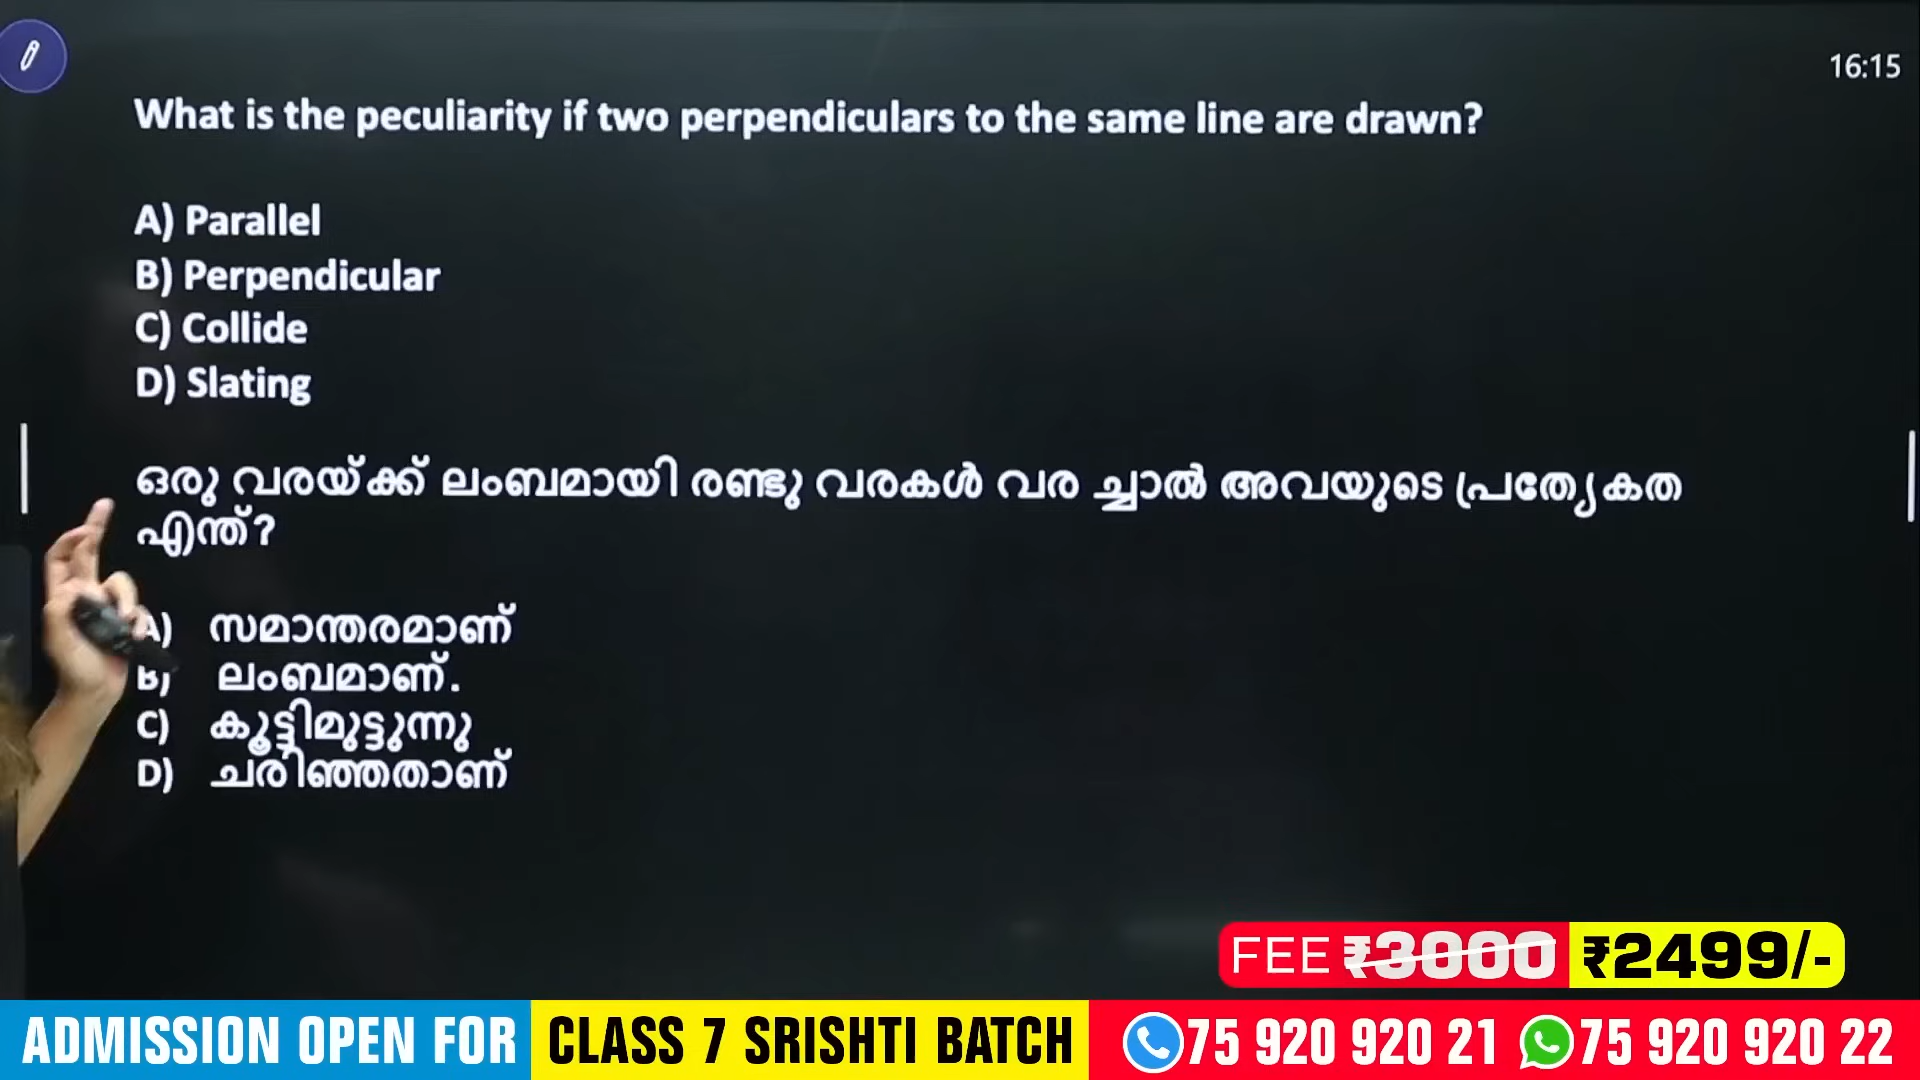 16:15
What is the peculiarity if two perpendiculars to the same line are drawn?
A) Parallel
B) Perpendicular
C) Collide
D) Slating
ഒരു വരയ്ക്ക് ലംബമായി രണ്ടു വരകൾ വര ച്ചാൽ അവയുടെ പ്രത്യേകത
എന്ത്?
A) സമാന്തരമാണ്
B) ലംബമാണ്.
C) കൂട്ടിമുട്ടുന്നു
D) ചരിഞ്ഞതാണ്
FEE ₹3000 ₹2499/-
ADMISSION OPEN FOR CLASS 7 SRISHTI BATCH 75 920 920 21 75 920 920 22